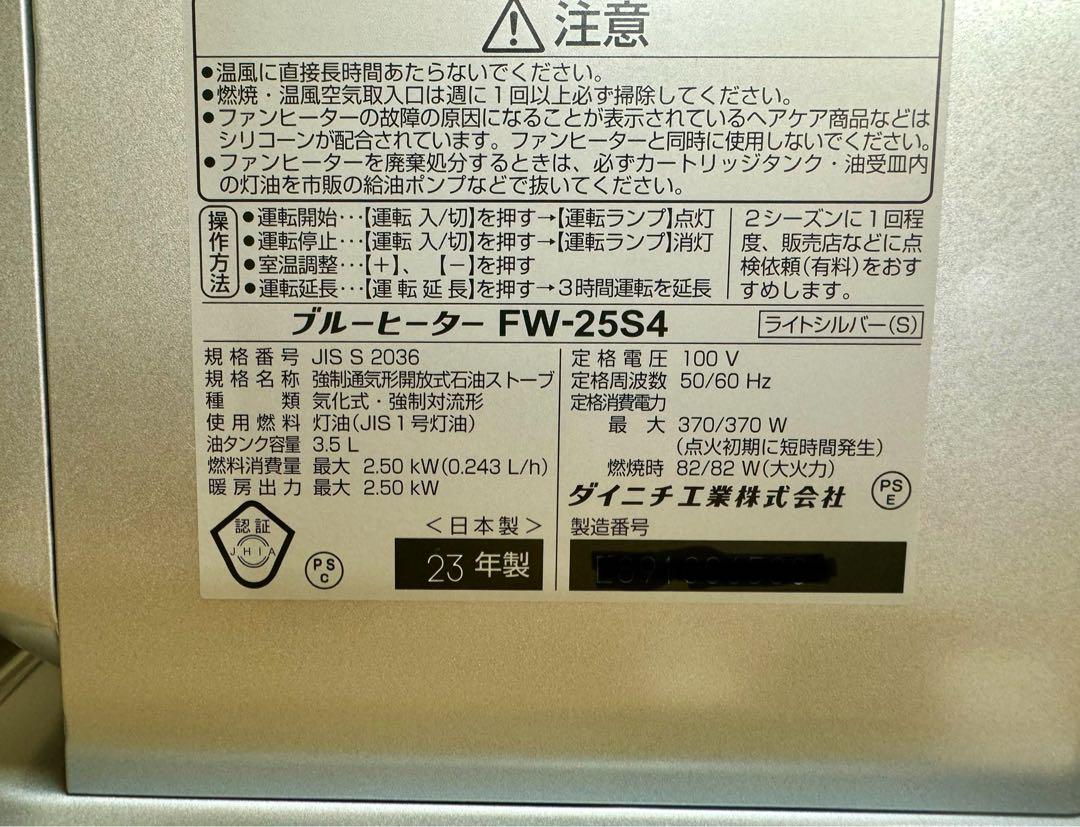 注意
●温風に直接長時間あたらないでください。
●燃焼・温風空気取入口は週に1回以上必ず掃除してください。
●ファンヒーターの故障の原因になることが表示されているヘアケア商品などは
シリコーンが配合されています。ファンヒーターと同時に使用しないでください。
●ファンヒーターを廃棄処分するときは、必ずカートリッジタンク・油受皿内
の灯油を市販の給油ポンプなどで抜いてください。
操作方法
●運転開始･･･【運転 入/切】を押す→【運転ランプ】点灯
●運転停止･･･【運転 入/切】を押す→【運転ランプ】消灯
●室温調整･･･【＋】、【－】を押す
●運転延長･･･【運転延長】を押す→3時間運転を延長
2シーズンに1回程
度、販売店などに点
検依頼(有料)をおす
すめします。
ブルーヒーター FW-25S4
ライトシルバー(S)
規格番号 JIS S 2036
規格名称 強制通気形開放式石油ストーブ
種類 気化式・強制対流形
使用燃料 灯油(JIS1号灯油)
油タンク容量 3.5 L
燃料消費量 最大 2.50 kW(0.243 L/h)
暖房出力 最大 2.50 kW
認証
JHIA
PS
C
<日本製>
23 年製
定格電圧 100 V
定格周波数 50/60 Hz
定格消費電力
最大 370/370 W
(点火初期に短時間発生)
燃焼時 82/82 W(大火力)
ダイニチ工業株式会社
PS
E
製造番号